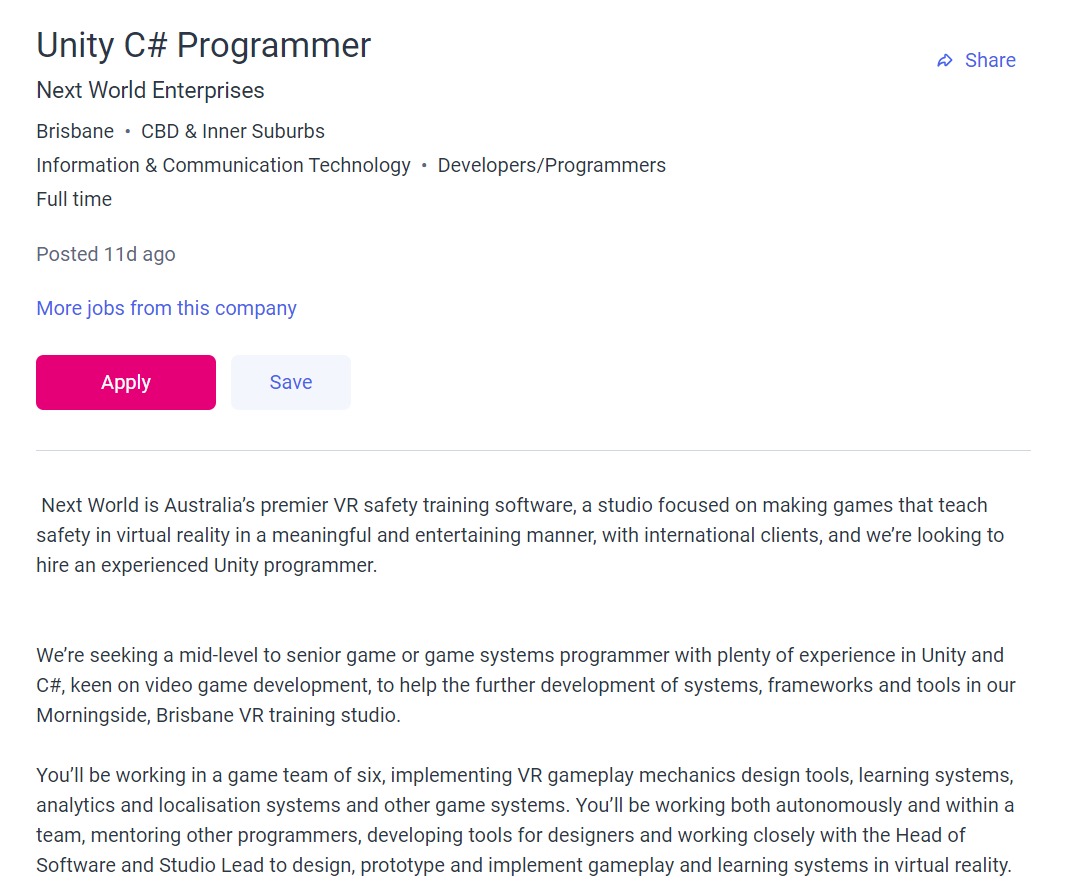 Unity C# Programmer
Share
Next World Enterprises
Brisbane • CBD & Inner Suburbs
Information & Communication Technology • Developers/Programmers
Full time
Posted 11d ago
More jobs from this company
Apply
Save
Next World is Australia’s premier VR safety training software, a studio focused on making games that teach
safety in virtual reality in a meaningful and entertaining manner, with international clients, and we’re looking to
hire an experienced Unity programmer.
We’re seeking a mid-level to senior game or game systems programmer with plenty of experience in Unity and
C#, keen on video game development, to help the further development of systems, frameworks and tools in our
Morningside, Brisbane VR training studio.
You’ll be working in a game team of six, implementing VR gameplay mechanics design tools, learning systems,
analytics and localisation systems and other game systems. You’ll be working both autonomously and within a
team, mentoring other programmers, developing tools for designers and working closely with the Head of
Software and Studio Lead to design, prototype and implement gameplay and learning systems in virtual reality.